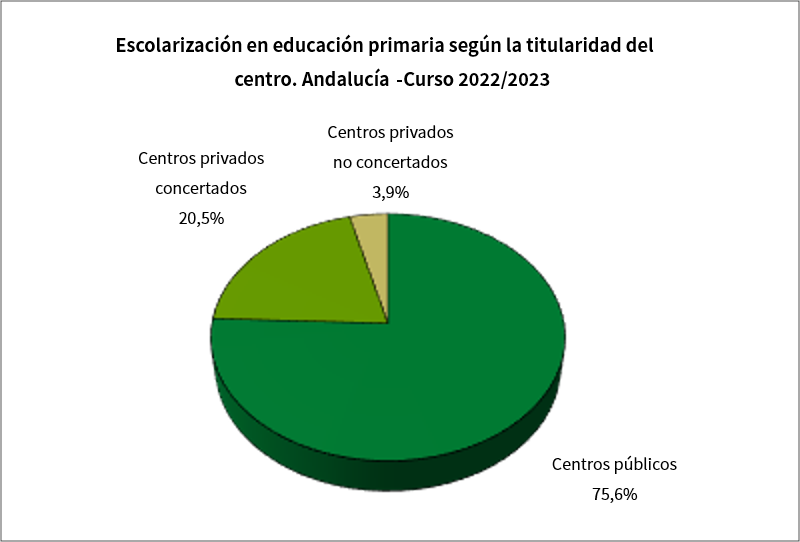 Escolarización en educación primaria según la titularidad del
centro. Andalucía -Curso 2022/2023
Centros privados
no concertados
3,9%
Centros privados
concertados
20,5%
Centros públicos
75,6%